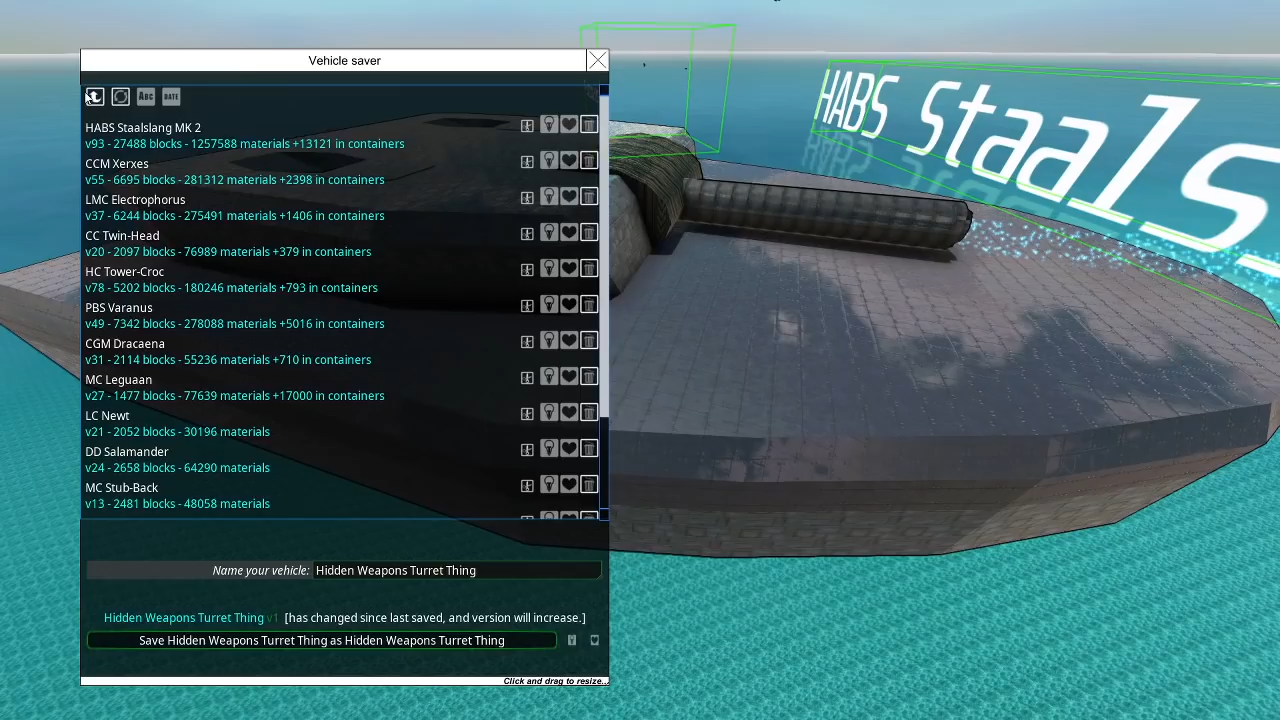 Vehicle saver
ABC
DATE
HABS Staalslang MK 2
v93 - 27488 blocks - 1257588 materials +13121 in containers
CCM Xerxes
v55 - 6695 blocks - 281312 materials +2398 in containers
LMC Electrophorus
v37 - 6244 blocks - 275491 materials +1406 in containers
CC Twin-Head
v20 - 2097 blocks - 76989 materials +379 in containers
HC Tower-Croc
v78 - 5202 blocks - 180246 materials +793 in containers
PBS Varanus
v49 - 7342 blocks - 278088 materials +5016 in containers
CGM Dracaena
v31 - 2114 blocks - 55236 materials +710 in containers
MC Leguaan
v27 - 1477 blocks - 77639 materials +17000 in containers
LC Newt
v21 - 2052 blocks - 30196 materials
DD Salamander
v24 - 2658 blocks - 64290 materials
MC Stub-Back
v13 - 2481 blocks - 48058 materials
Name your vehicle: Hidden Weapons Turret Thing
Hidden Weapons Turret Thing v1 [has changed since last saved, and version will increase.]
Save Hidden Weapons Turret Thing as Hidden Weapons Turret Thing
Click and drag to resize...
HABS Staals